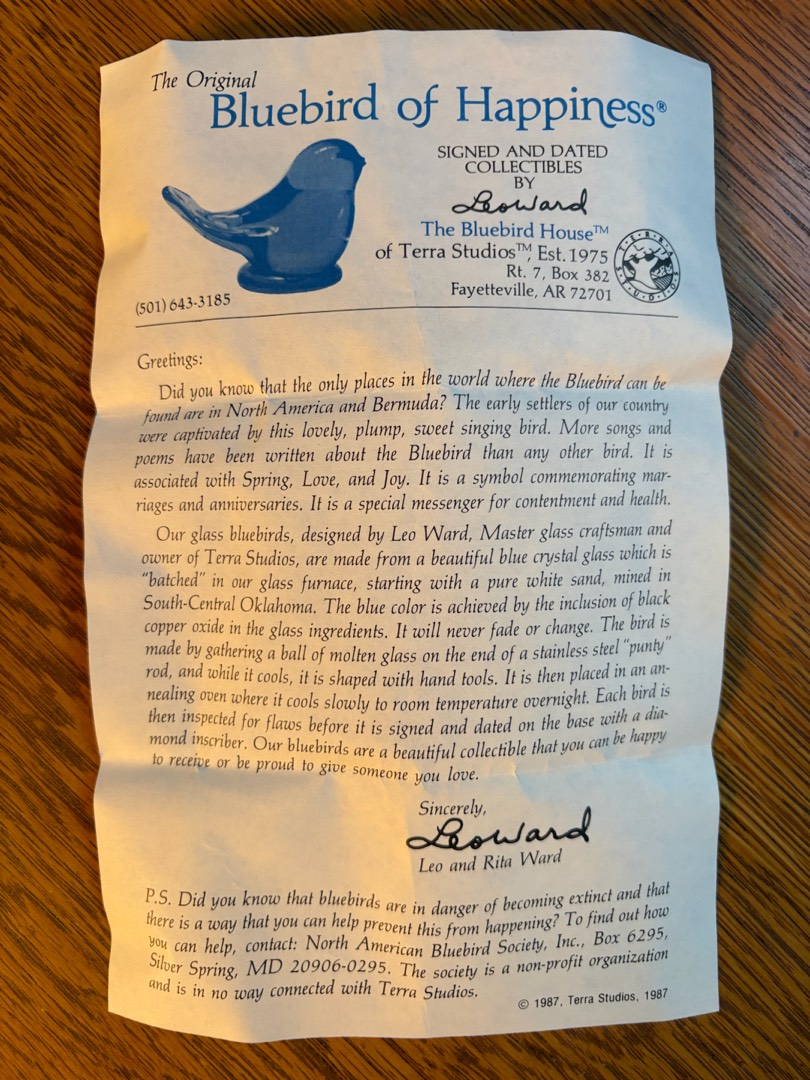 The Original
Bluebird of Happiness®
SIGNED AND DATED
COLLECTIBLES
BY
Leo Ward
The Bluebird House™
of Terra Studios™, Est. 1975
Rt. 7, Box 382
Fayetteville, AR 72701
TERRA
STUDIOS
(501) 643-3185
Greetings:
Did you know that the only places in the world where the Bluebird can be
found are in North America and Bermuda? The early settlers of our country
were captivated by this lovely, plump, sweet singing bird. More songs and
poems have been written about the Bluebird than any other bird. It is
associated with Spring, Love, and Joy. It is a symbol commemorating mar-
riages and anniversaries. It is a special messenger for contentment and health.
Our glass bluebirds, designed by Leo Ward, Master glass craftsman and
owner of Terra Studios, are made from a beautiful blue crystal glass which is
"batched" in our glass furnace, starting with a pure white sand, mined in
South-Central Oklahoma. The blue color is achieved by the inclusion of black
copper oxide in the glass ingredients. It will never fade or change. The bird is
made by gathering a ball of molten glass on the end of a stainless steel "punty"
rod, and while it cools, it is shaped with hand tools. It is then placed in an an-
nealing oven where it cools slowly to room temperature overnight. Each bird is
then inspected for flaws before it is signed and dated on the base with a dia-
mond inscriber. Our bluebirds are a beautiful collectible that you can be happy
to receive or be proud to give someone you love.
Sincerely,
Leo Ward
Leo and Rita Ward
P.S. Did you know that bluebirds are in danger of becoming extinct and that
there is a way that you can help prevent this from happening? To find out how
you can help, contact: North American Bluebird Society, Inc., Box 6295,
Silver Spring, MD 20906-0295. The society is a non-profit organization
and is in no way connected with Terra Studios.
© 1987, Terra Studios, 1987